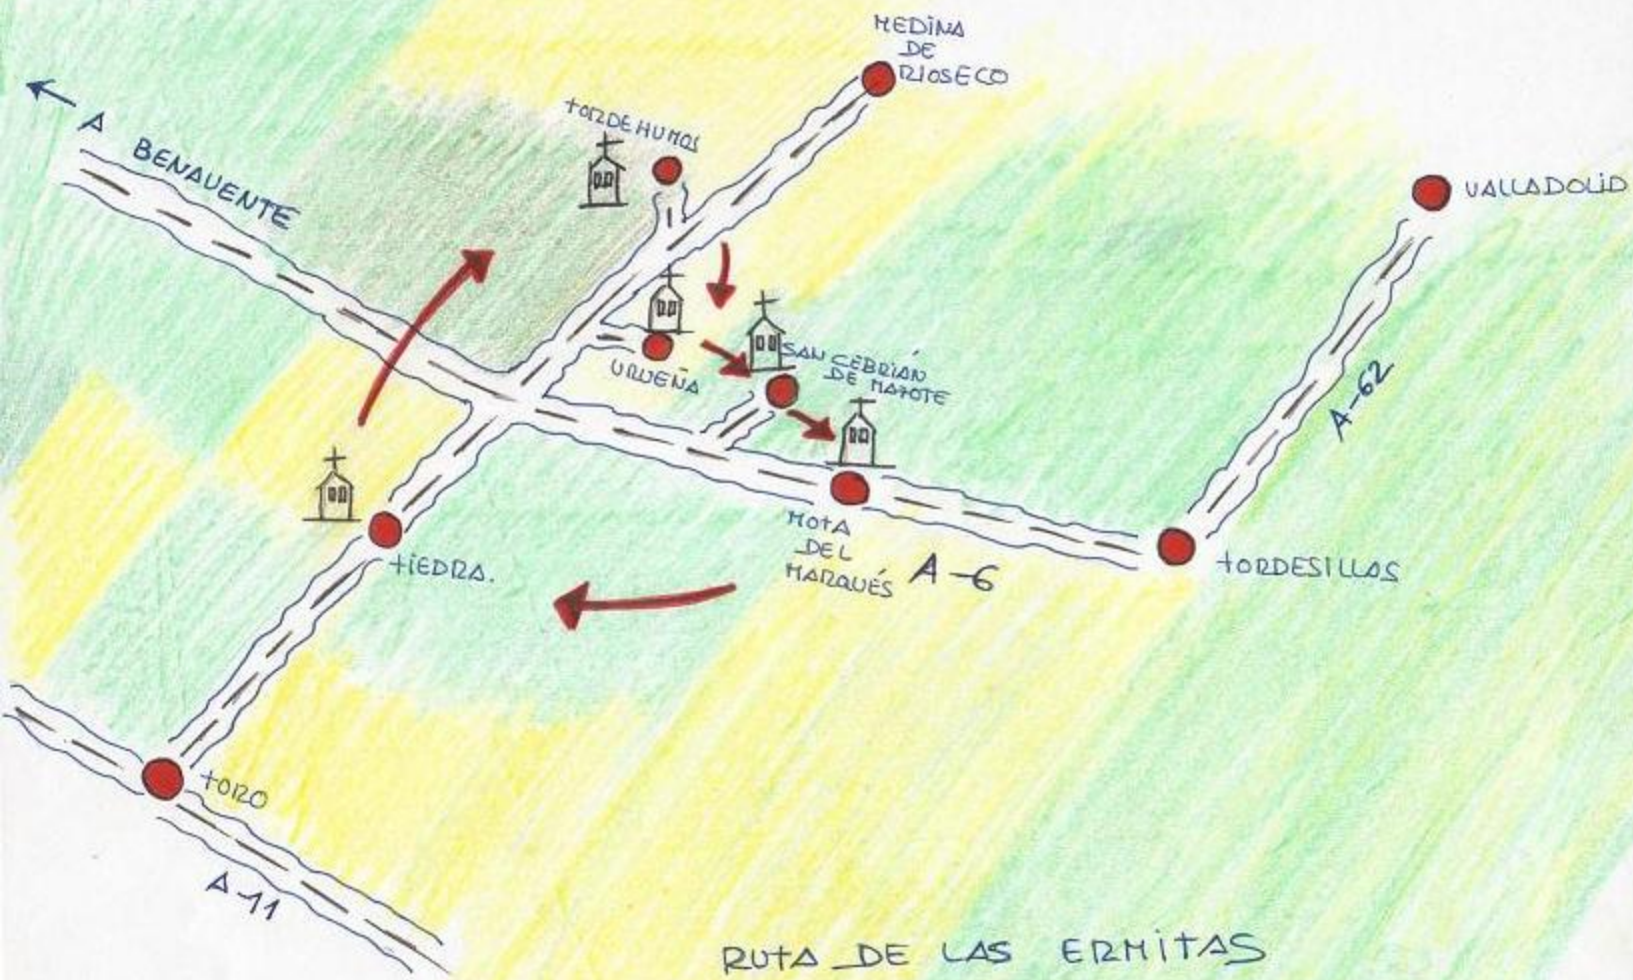 MEDINA
DE
RIOSECO
TORDEHUMOS
A BENAVENTE
VALLADOLID
URUEÑA
SAN CEBRIÁN
DE MAZOTE
A-62
MOTA
DEL
MARQUÉS
A-6
TORDESILLAS
TIEDRA.
TORO
A-11
RUTA DE LAS ERMITAS